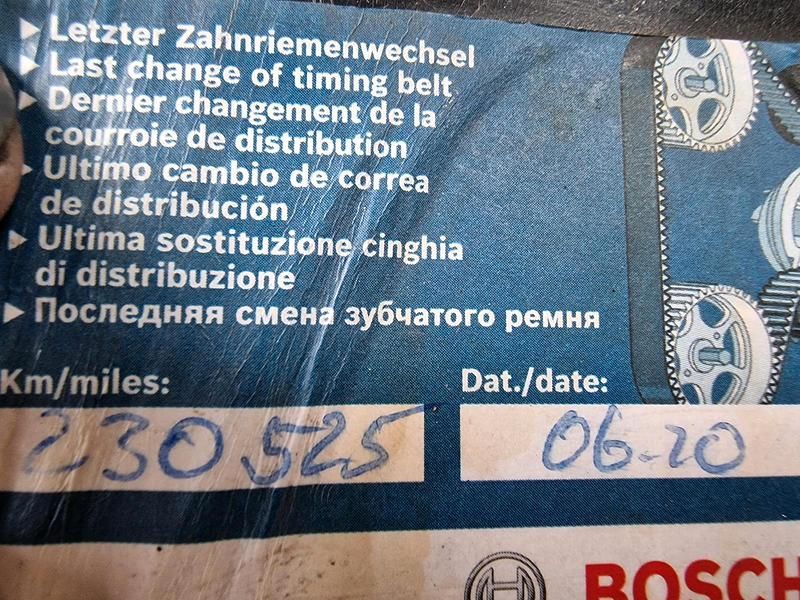 ▶ Letzter Zahnriemenwechsel
▶ Last change of timing belt
▶ Dernier changement de la
courroie de distribution
▶ Ultimo cambio de correa
de distribución
▶ Ultima sostituzione cinghia
di distribuzione
▶ Последняя смена зубчатого ремня
Km/miles: Dat./date:
230525 06-20
BOSCH